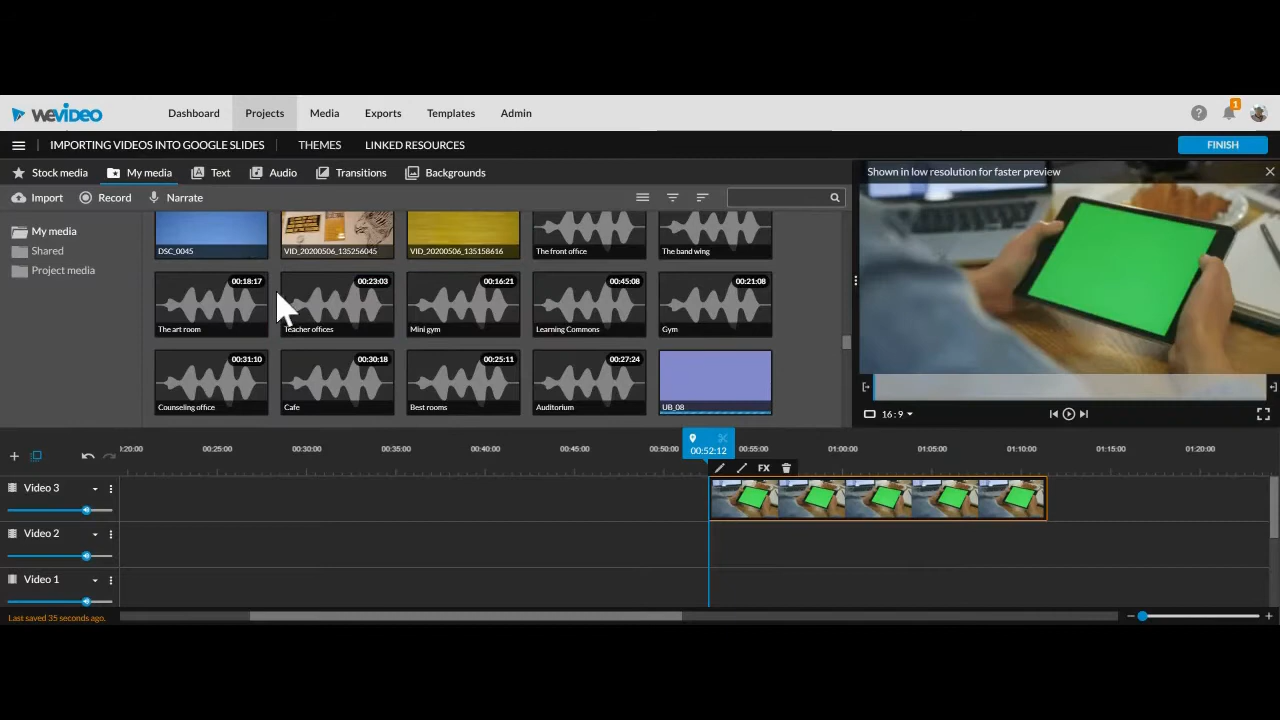 wevideo
Dashboard Projects Media Exports Templates Admin
? 1
IMPORTING VIDEOS INTO GOOGLE SLIDES THEMES LINKED RESOURCES FINISH
Stock media My media Text Audio Transitions Backgrounds
Import Record Narrate
Shown in low resolution for faster preview
My media
Shared
Project media
DSC_0045 VID_20200506_135256045 VID_20200506_135158616 The front office The band wing
00:18:17 00:23:03 00:16:21 00:45:08 00:21:08
The art room Teacher offices Mini gym Learning Commons Gym
00:31:10 00:30:18 00:25:11 00:27:24
Counseling office Cafe Best rooms Auditorium UB_08
16:9
:20:00 00:25:00 00:30:00 00:35:00 00:40:00 00:45:00 00:50:00 00:52:12 00:55:00 01:00:00 01:05:00 01:10:00 01:15:00 01:20:00
FX
Video 3
Video 2
Video 1
Last saved 35 seconds ago.